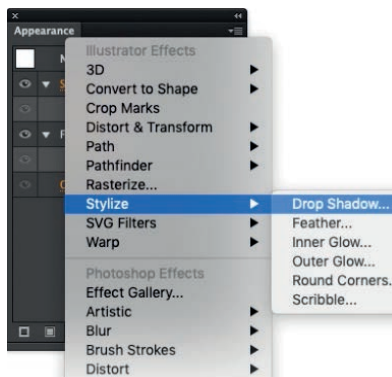 Appearance
Illustrator Effects
3D
Convert to Shape
Crop Marks
Distort & Transform
Path
Pathfinder
Rasterize...
Stylize
SVG Filters
Warp
Photoshop Effects
Effect Gallery...
Artistic
Blur
Brush Strokes
Distort
Drop Shadow...
Feather...
Inner Glow...
Outer Glow...
Round Corners.
Scribble...